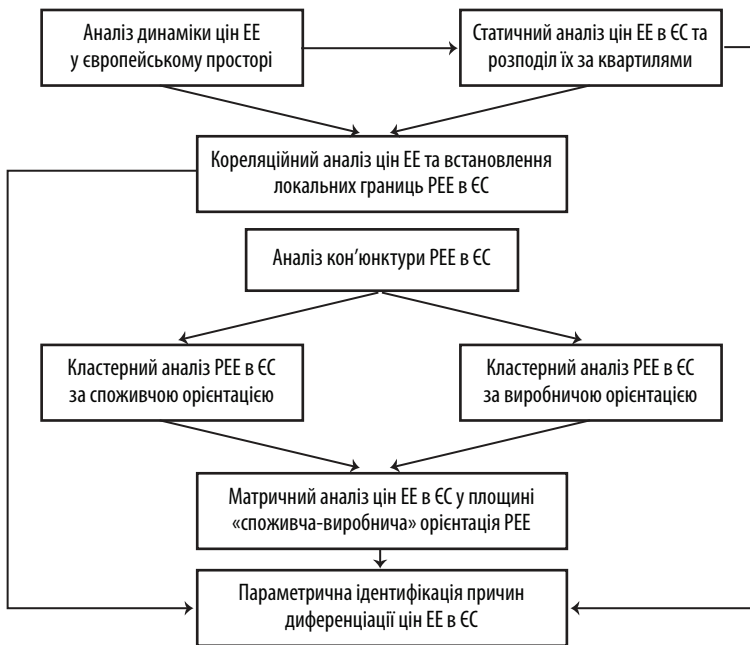 Аналіз динаміки цін ЕЕ
у європейському просторі
Статичний аналіз цін ЕЕ в ЄС та
розподіл їх за квартилями
Кореляційний аналіз цін ЕЕ та встановлення
локальних границь РЕЕ в ЄС
Аналіз кон’юнктури РЕЕ в ЄС
Кластерний аналіз РЕЕ в ЄС
за споживчою орієнтацією
Кластерний аналіз РЕЕ в ЄС
за виробничою орієнтацією
Матричний аналіз цін ЕЕ в ЄС у площині
«споживча-виробнича» орієнтація РЕЕ
Параметрична ідентифікація причин
диференціації цін ЕЕ в ЄС